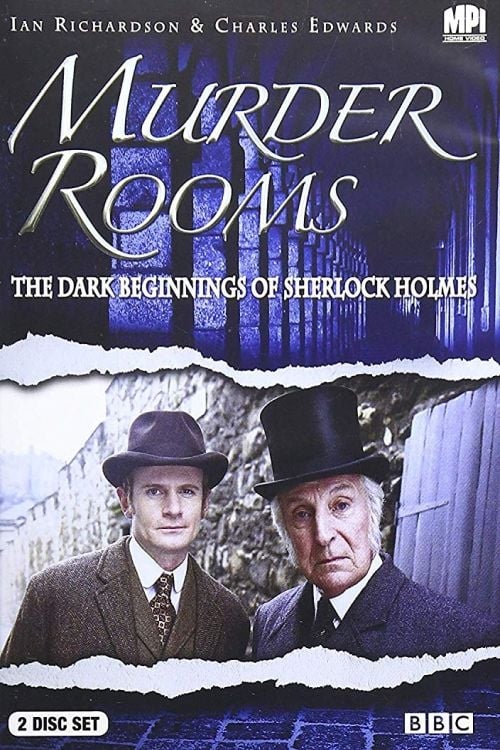 IAN RICHARDSON & CHARLES EDWARDS
MPI
HOME VIDEO
MURDER
ROOMS
THE DARK BEGINNINGS OF SHERLOCK HOLMES
2 DISC SET
BBC